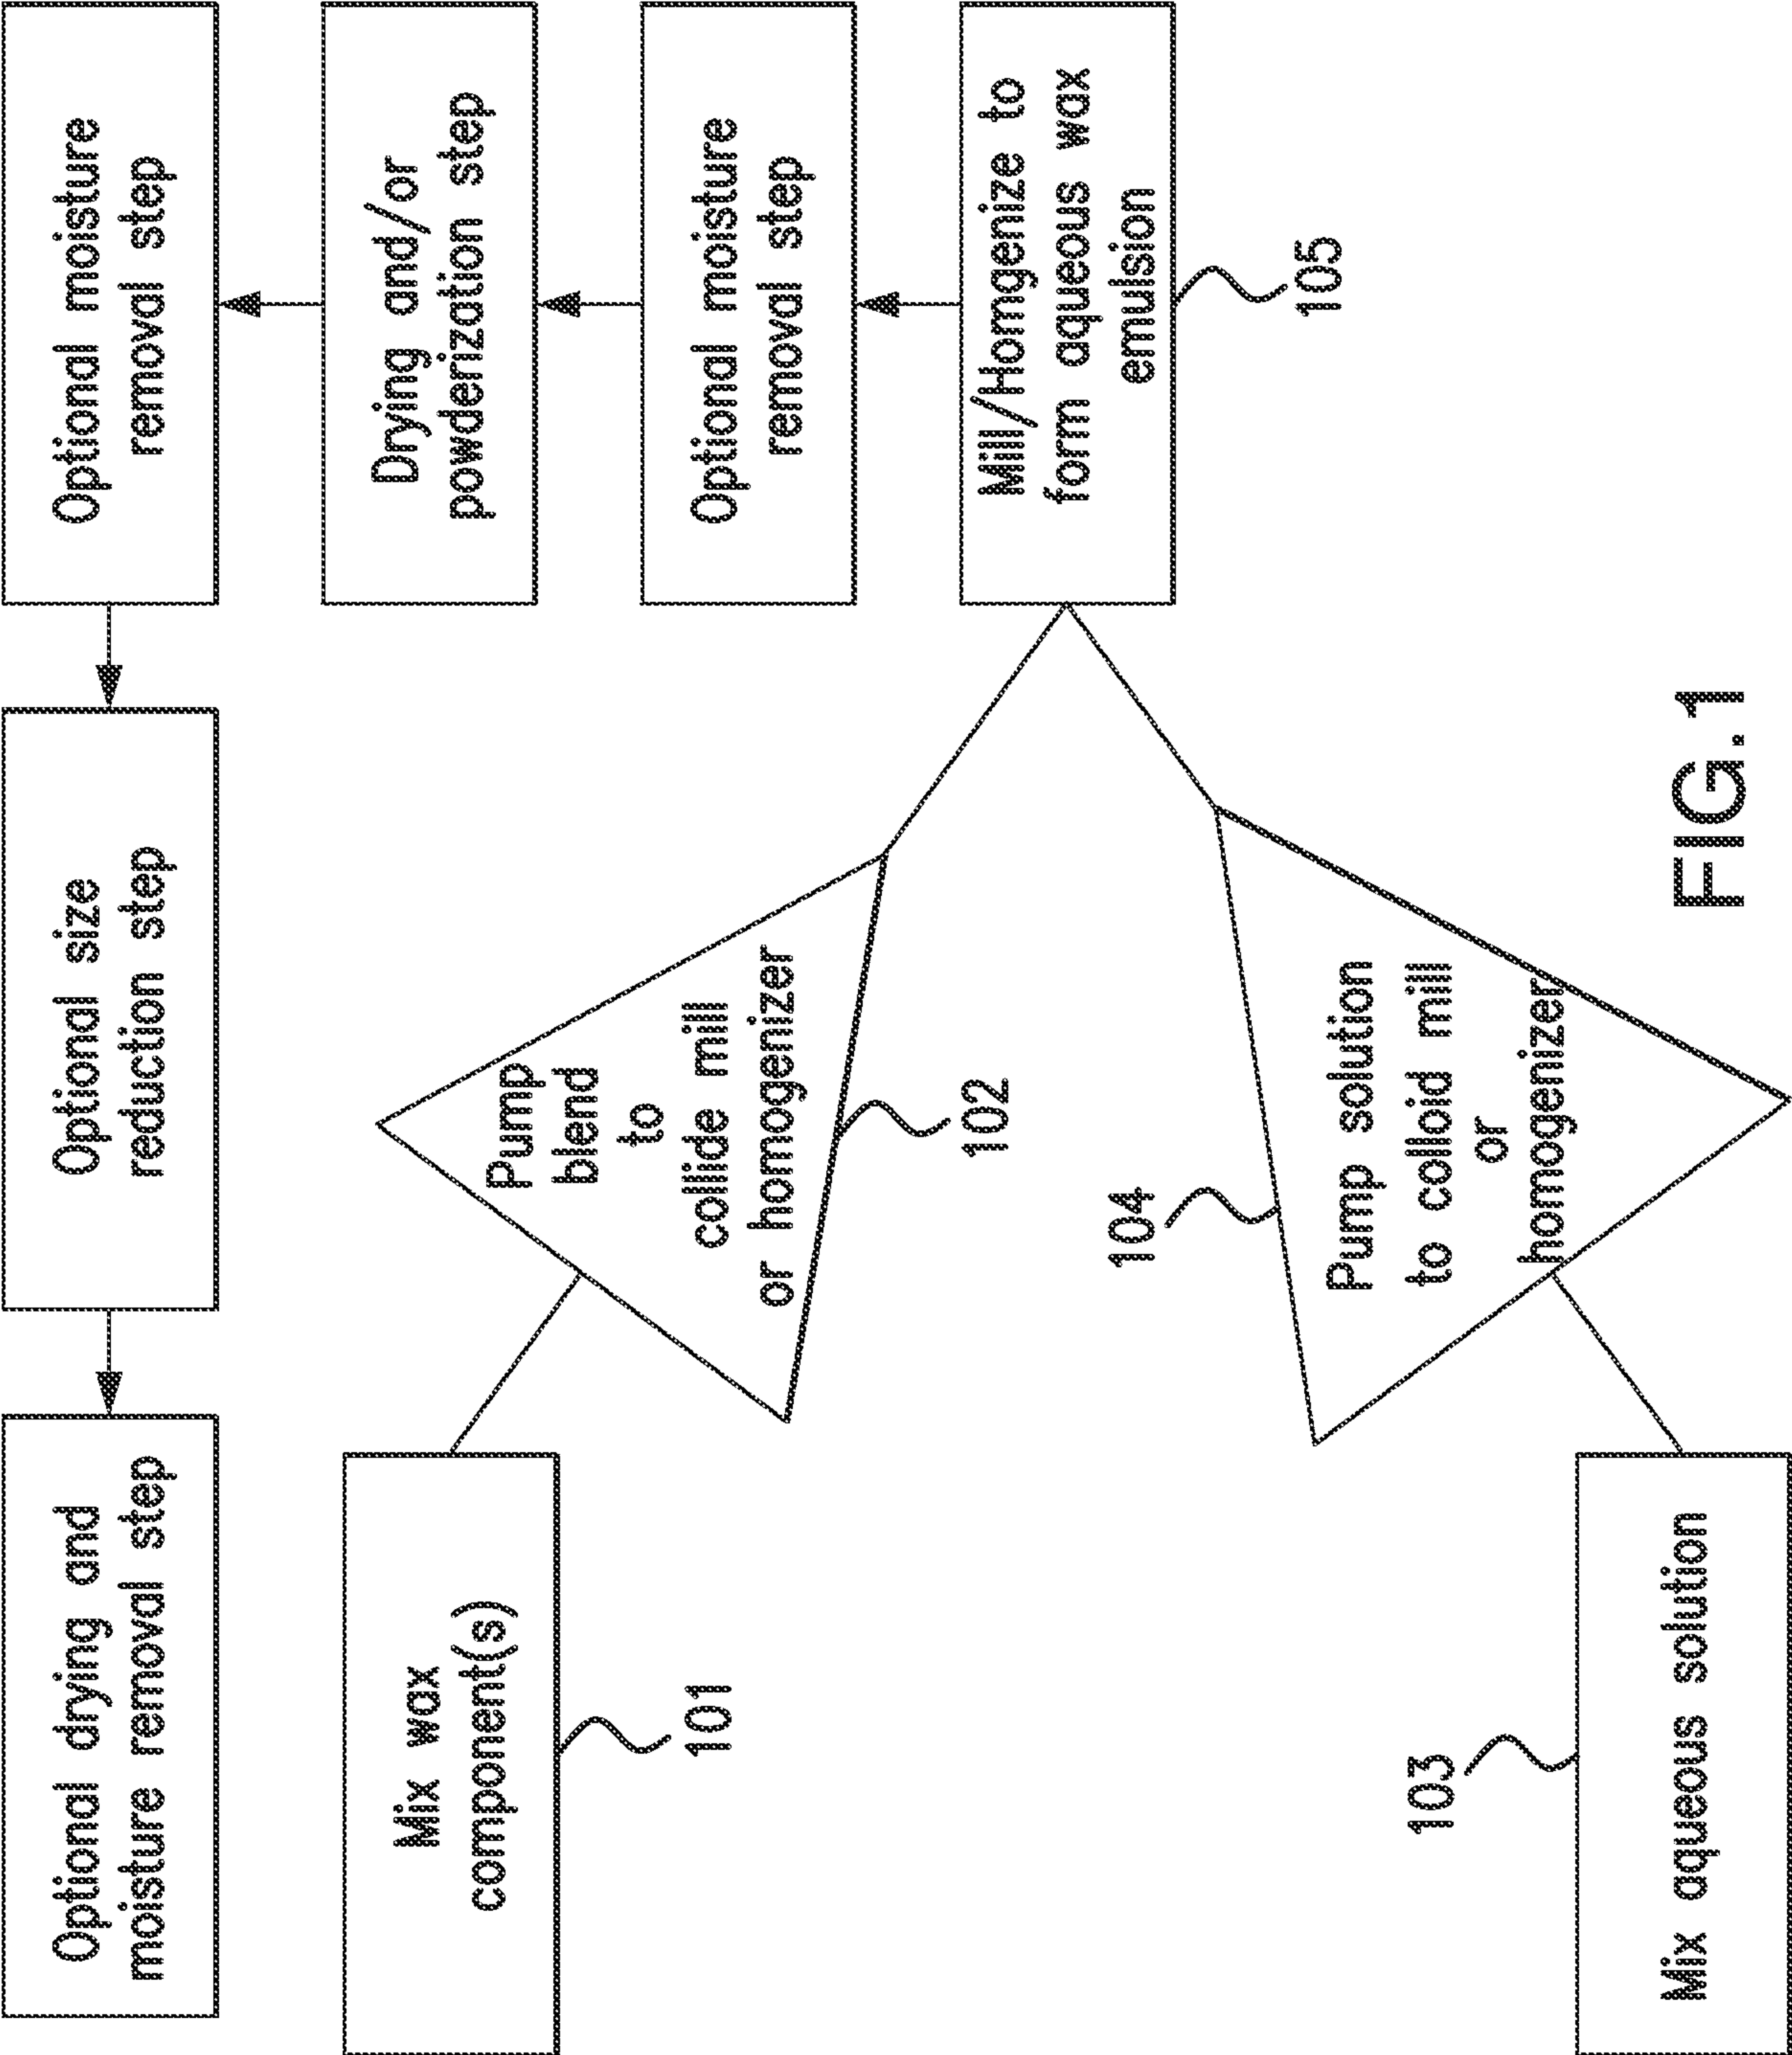 Optional drying and
moisture removal step
Optional size
reduction step
Optional moisture
removal step
Drying and/or
powderization step
Optional moisture
removal step
Mill/Homogenize to
form aqueous wax
emulsion
105
Mix wax
component(s)
101
Pump
blend
to
collide mill
or homogenizer
102
104
Pump solution
to colloid mill
or
homogenizer
103
Mix aqueous solution
FIG.1